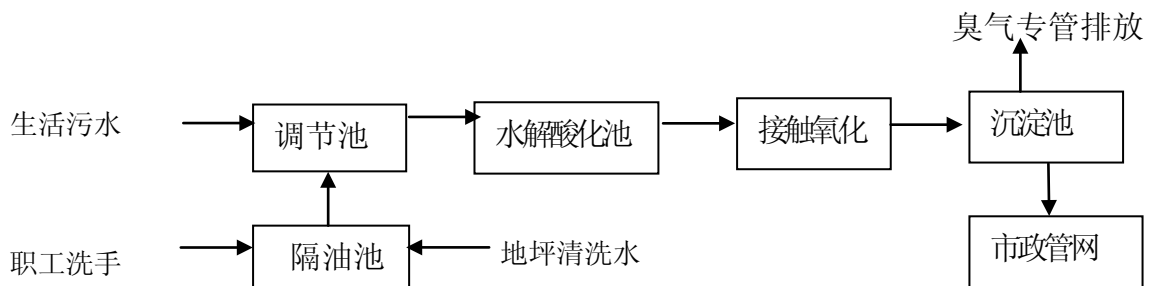 臭气专管排放
生活污水
调节池
水解酸化池
接触氧化
沉淀池
职工洗手
隔油池
地坪清洗水
市政管网